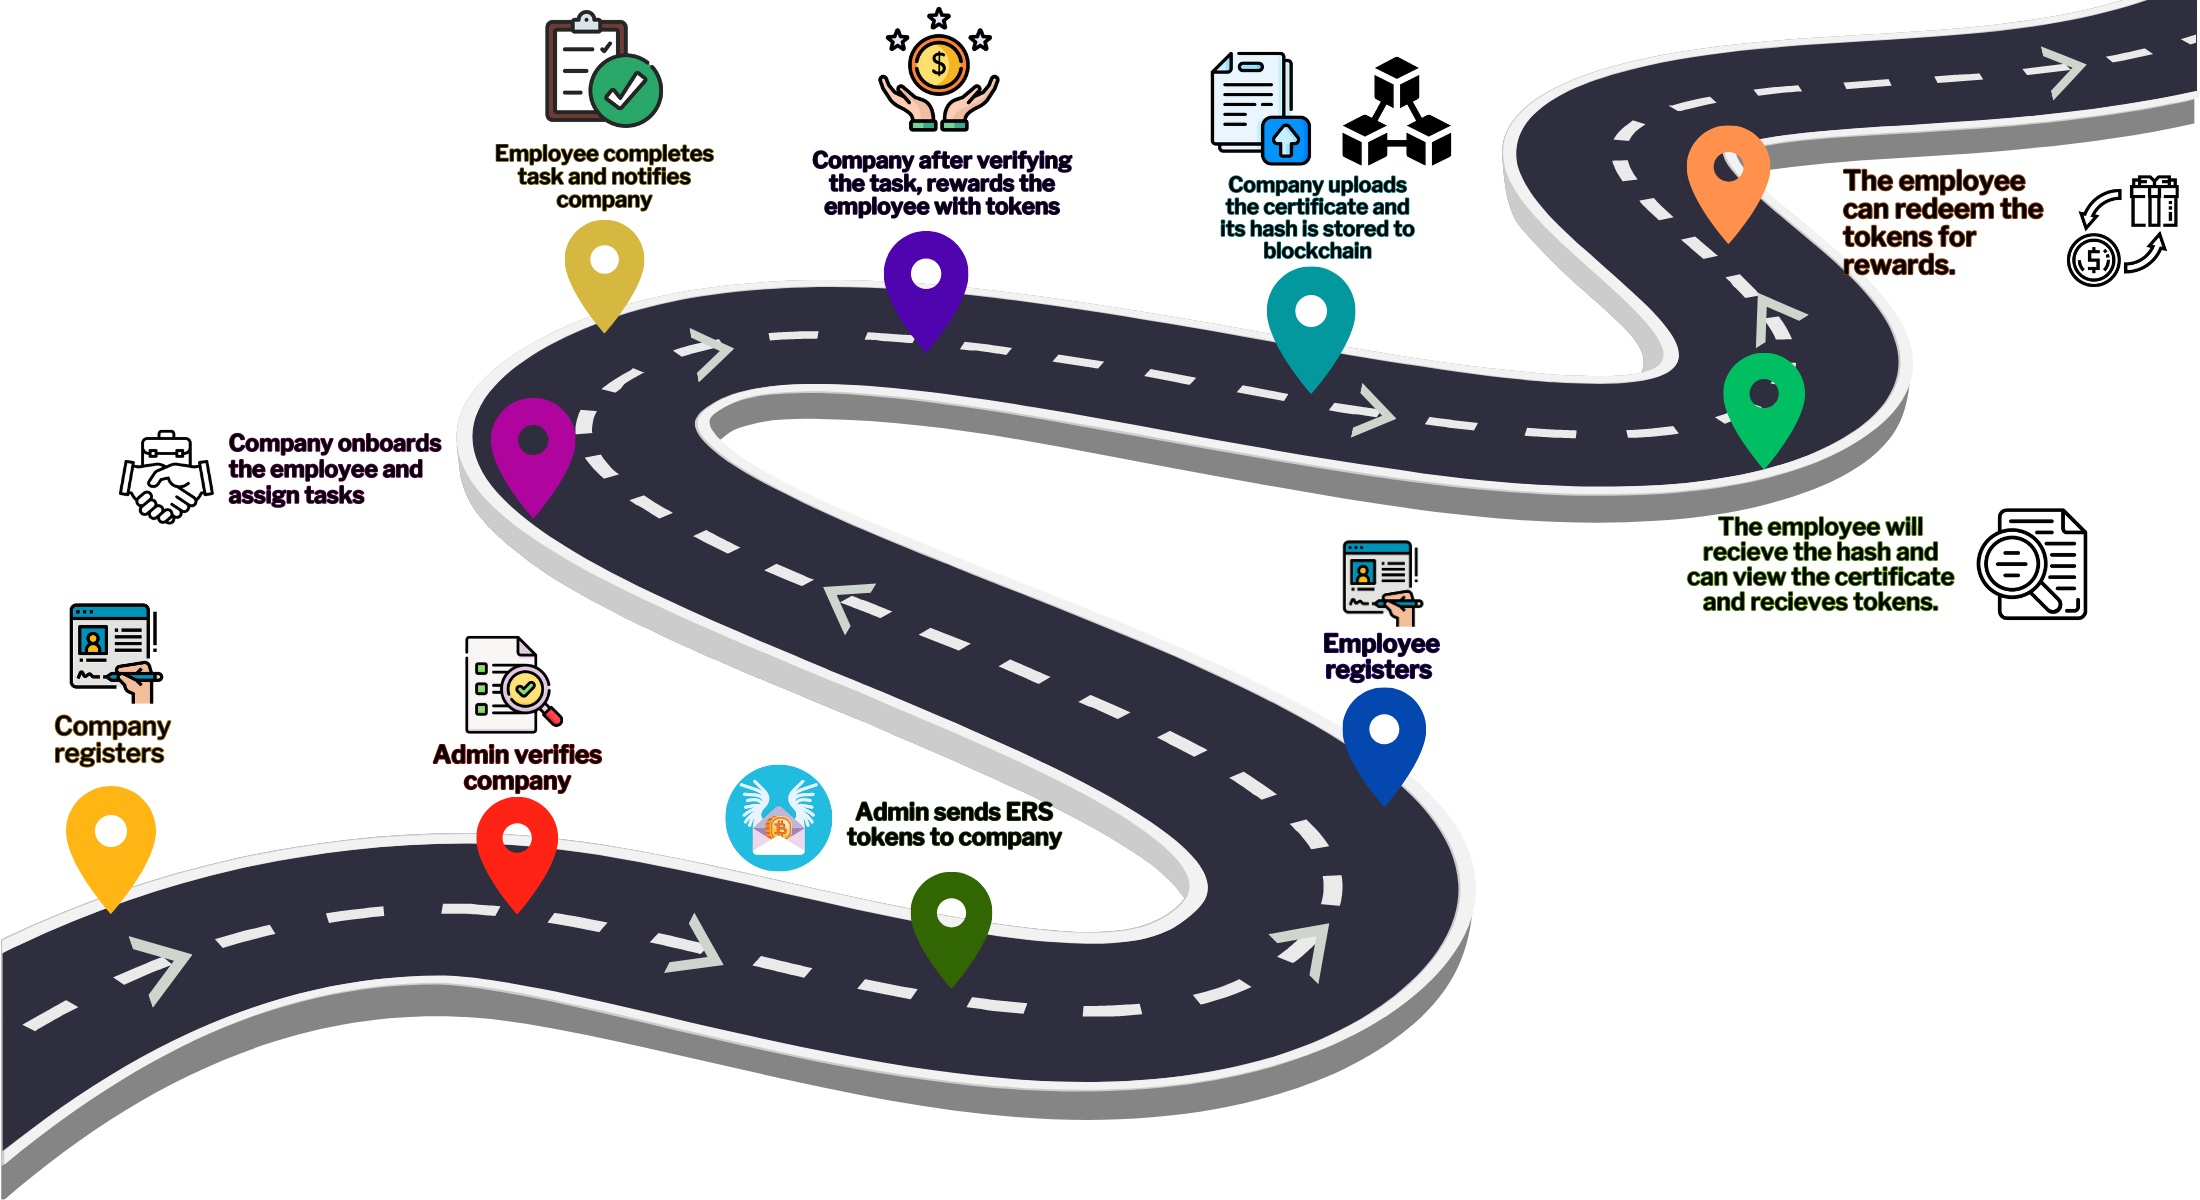 Employee completes
task and notifies
company
Company after verifying
the task, rewards the
employee with tokens
Company uploads
the certificate and
its hash is stored to
blockchain
The employee
can redeem the
tokens for
rewards.
Company onboards
the employee and
assign tasks
The employee will
recieve the hash and
can view the certificate
and recieves tokens.
Employee
registers
Company
registers
Admin verifies
company
Admin sends ERS
tokens to company